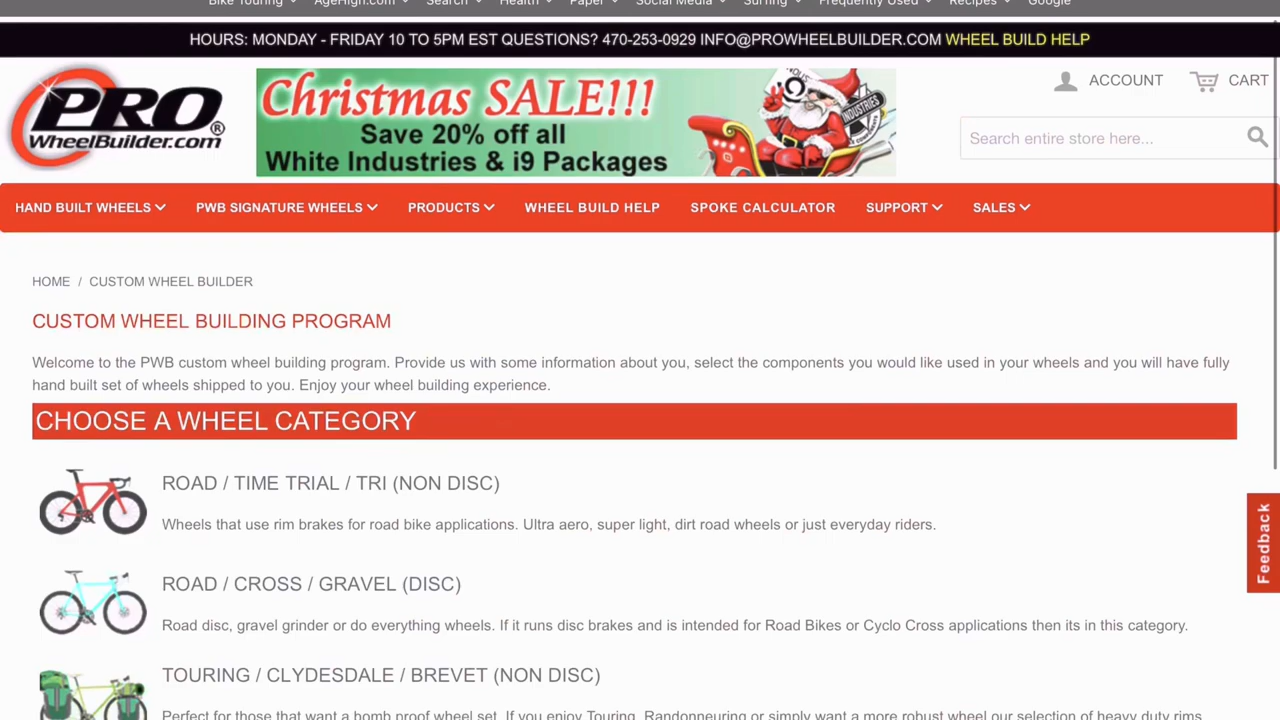 Bike Touring AgeHigh.com Search Health Paper Social Media Surfing Frequently Used Recipes Google
HOURS: MONDAY - FRIDAY 10 TO 5PM EST QUESTIONS? 470-253-0929 INFO@PROWHEELBUILDER.COM WHEEL BUILD HELP
PRO®
WheelBuilder.com
Christmas SALE!!!
Save 20% off all
White Industries & i9 Packages
INDUSTRIES
ACCOUNT CART
Search entire store here...
HAND BUILT WHEELS PWB SIGNATURE WHEELS PRODUCTS WHEEL BUILD HELP SPOKE CALCULATOR SUPPORT SALES
HOME / CUSTOM WHEEL BUILDER
CUSTOM WHEEL BUILDING PROGRAM
Welcome to the PWB custom wheel building program. Provide us with some information about you, select the components you would like used in your wheels and you will have fully
hand built set of wheels shipped to you. Enjoy your wheel building experience.
CHOOSE A WHEEL CATEGORY
ROAD / TIME TRIAL / TRI (NON DISC)
Wheels that use rim brakes for road bike applications. Ultra aero, super light, dirt road wheels or just everyday riders.
Feedback
ROAD / CROSS / GRAVEL (DISC)
Road disc, gravel grinder or do everything wheels. If it runs disc brakes and is intended for Road Bikes or Cyclo Cross applications then its in this category.
TOURING / CLYDESDALE / BREVET (NON DISC)
Perfect for those that want a bomb proof wheel set. If you enjoy Touring, Randonneuring or simply want a more robust wheel our selection of heavy duty rims